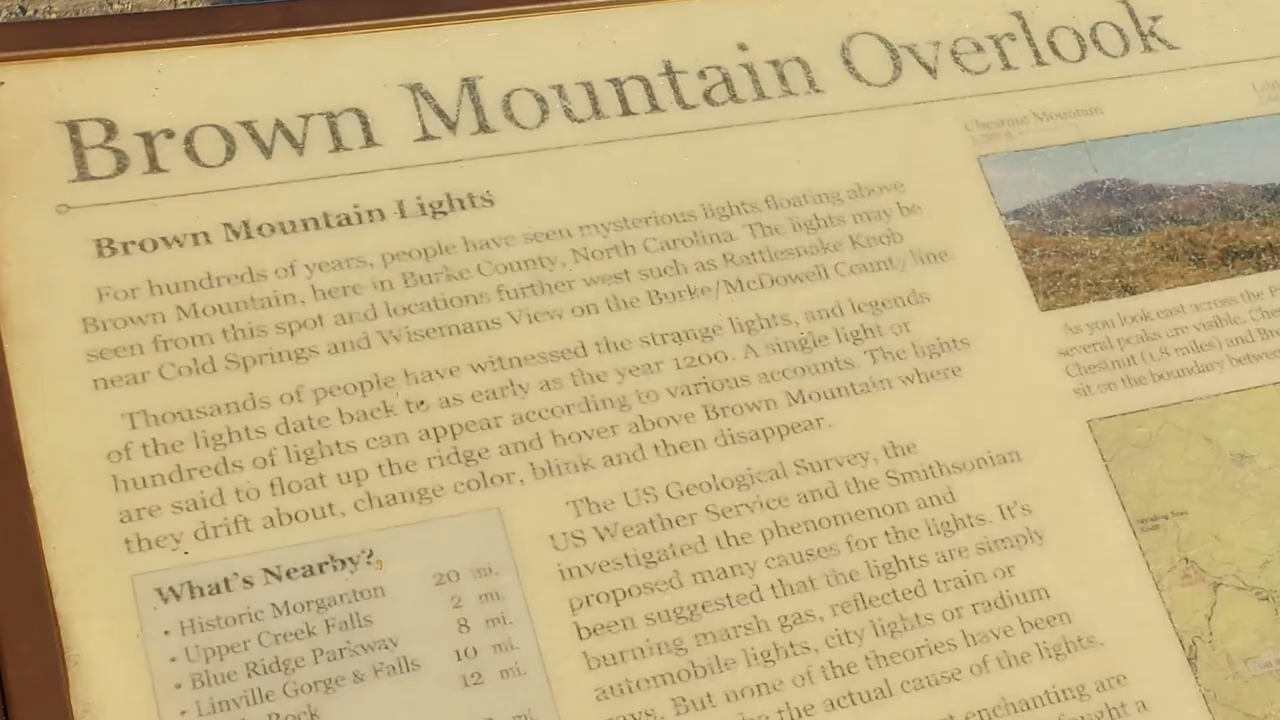 Brown Mountain Overlook
Brown Mountain Lights
For hundreds of years, people have seen mysterious lights floating above
Brown Mountain, here in Burke County, North Carolina. The lights may be
seen from this spot and locations further west such as Rattlesnake Knob
near Cold Springs and Wisemans View on the Burke/McDowell County line.
Thousands of people have witnessed the strange lights, and legends
of the lights date back to as early as the year 1200. A single light or
hundreds of lights can appear according to various accounts. The lights
are said to float up the ridge and hover above Brown Mountain where
they drift about, change color, blink and then disappear.
The US Geological Survey, the
US Weather Service and the Smithsonian
investigated the phenomenon and
proposed many causes for the lights. It's
been suggested that the lights are simply
burning marsh gas, reflected train or
automobile lights, city lights or radium
rays. But none of the theories have been
the actual cause of the lights.
enchanting are
a
What's Nearby?
• Historic Morganton 20 mi.
• Upper Creek Falls 2 mi.
• Blue Ridge Parkway 8 mi.
• Linville Gorge & Falls 10 mi.
Rock 12 mi.
mi.
Chestnut Mountain
As you look east across the
several peaks are visible.
Chestnut (1.8 miles) and
sit on the boundary between